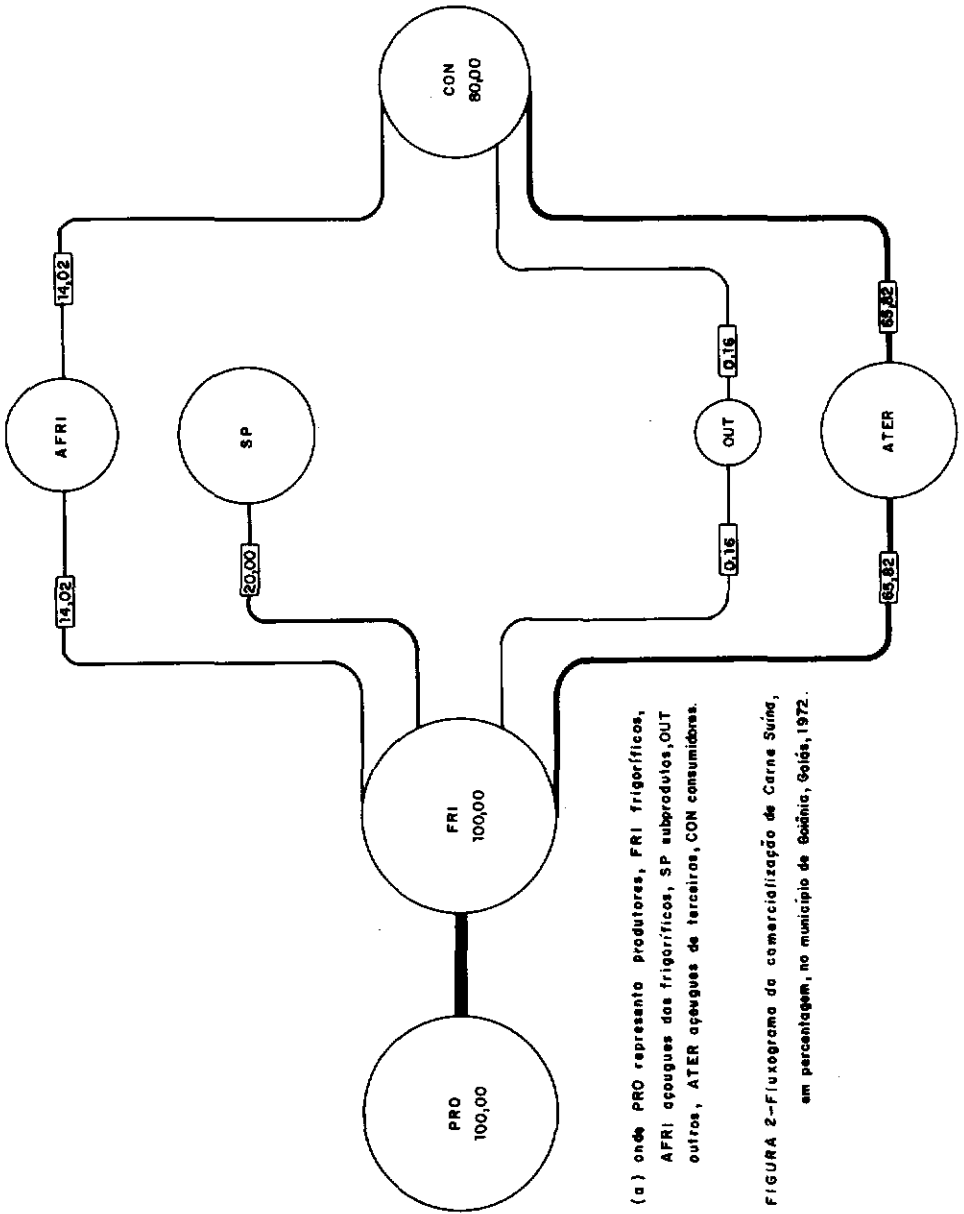 CON
80,00
14,02
65,82
0,16
AFRI
SP
OUT
ATER
14,02
20,00
0,16
65,82
FRI
100,00
PRO
100,00
(a) onde PRO representa produtores, FRI frigoríficos,
AFRI açougues dos frigoríficos, SP subprodutos, OUT
outros, ATER açougues de terceiros, CON consumidores.
FIGURA 2-Fluxograma da comercialização de Carne Suína,
em percentagem, no município de Goiânia, Goiás, 1972.